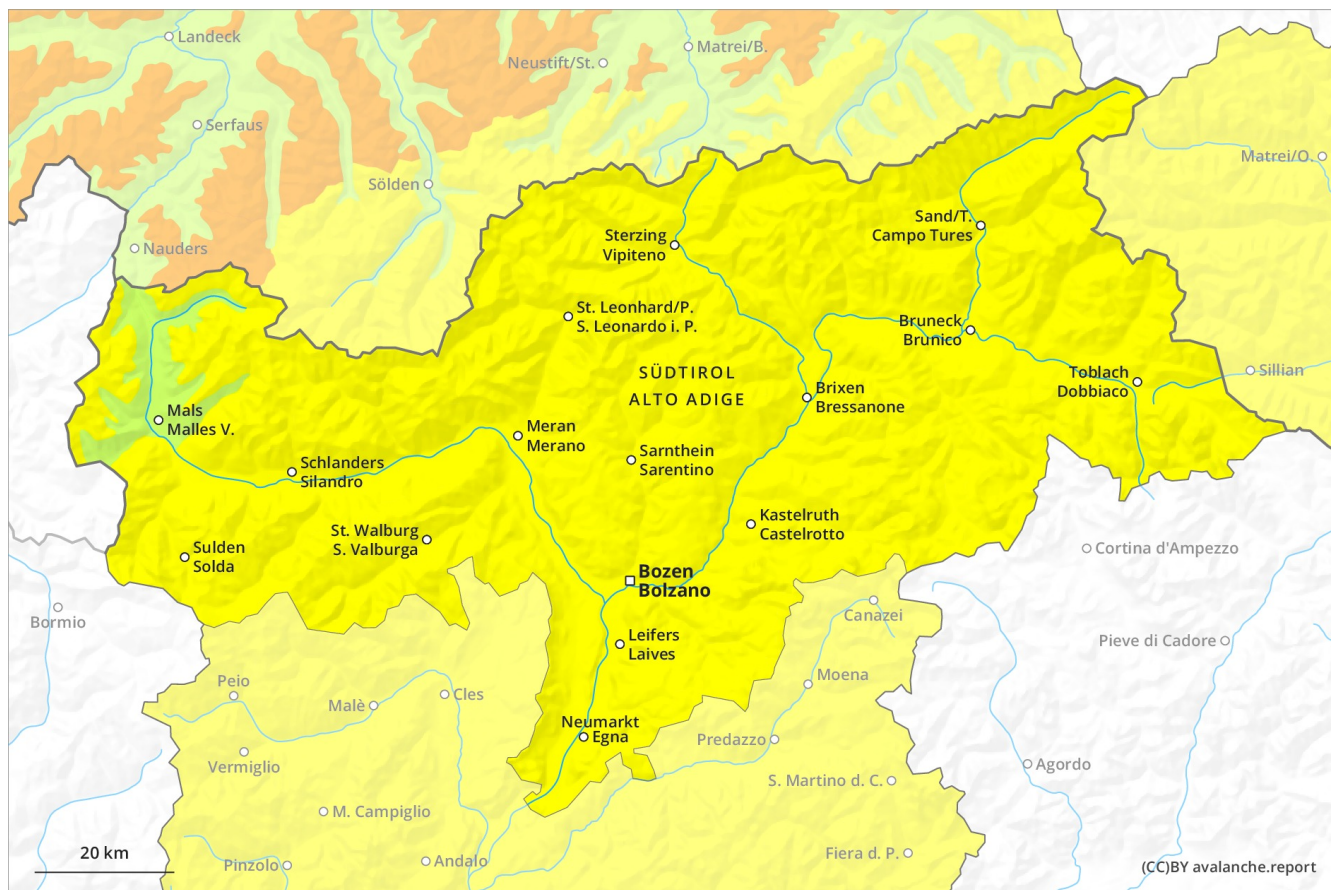 Landeck
Matrei/B.
Neustift/St.
Serfaus
Matrei/O.
Sölden
Sand/T.
Campo Tures
Sterzing
Vipiteno
Nauders
St. Leonhard/P.
S. Leonardo i. P.
Bruneck
Brunico
SÜDTIROL
ALTO ADIGE
Toblach
Dobbiaco
Sillian
Brixen
Bressanone
Mals
Malles V.
Meran
Merano
Sarnthein
Sarentino
Schlanders
Silandro
Kastelruth
Castelrotto
St. Walburg
S. Valburga
Sulden
Solda
Cortina d'Ampezzo
Bozen
Bolzano
Bormio
Canazei
Leifers
Laives
Pieve di Cadore
Moena
Peio
Malè
Cles
Neumarkt
Egna
Predazzo
Vermiglio
Agordo
S. Martino d. C.
M. Campiglio
20 km
Pinzolo
Andalo
Fiera d. P.
(CC)BY avalanche.report